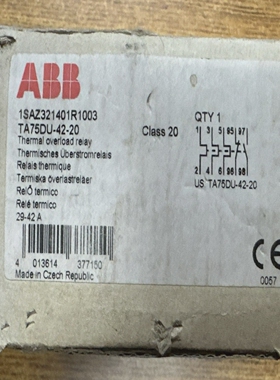 ABB
1SAZ321401R1003
TA75DU-42-20
Thermal overload relay
Thermisches Überstromrelais
Relais thermique
Termiska överlastreläer
Relè termico
Relé termico
29-42 A
Class 20
QTY 1
1 3 5 95 97
2 4 6 96 98
US: TA75DU-42-20
4 013614 377150
Made in Czech Republic
CE
0057